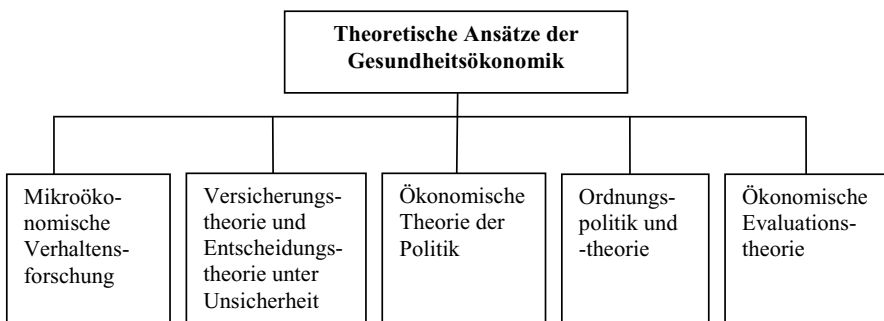 Theoretische Ansätze der
Gesundheitsökonomik
Mikroöko-
nomische
Verhaltens-
forschung
Versicherungs-
theorie und
Entscheidungs-
theorie unter
Unsicherheit
Ökonomische
Theorie der
Politik
Ordnungs-
politik und
-theorie
Ökonomische
Evaluations-
theorie